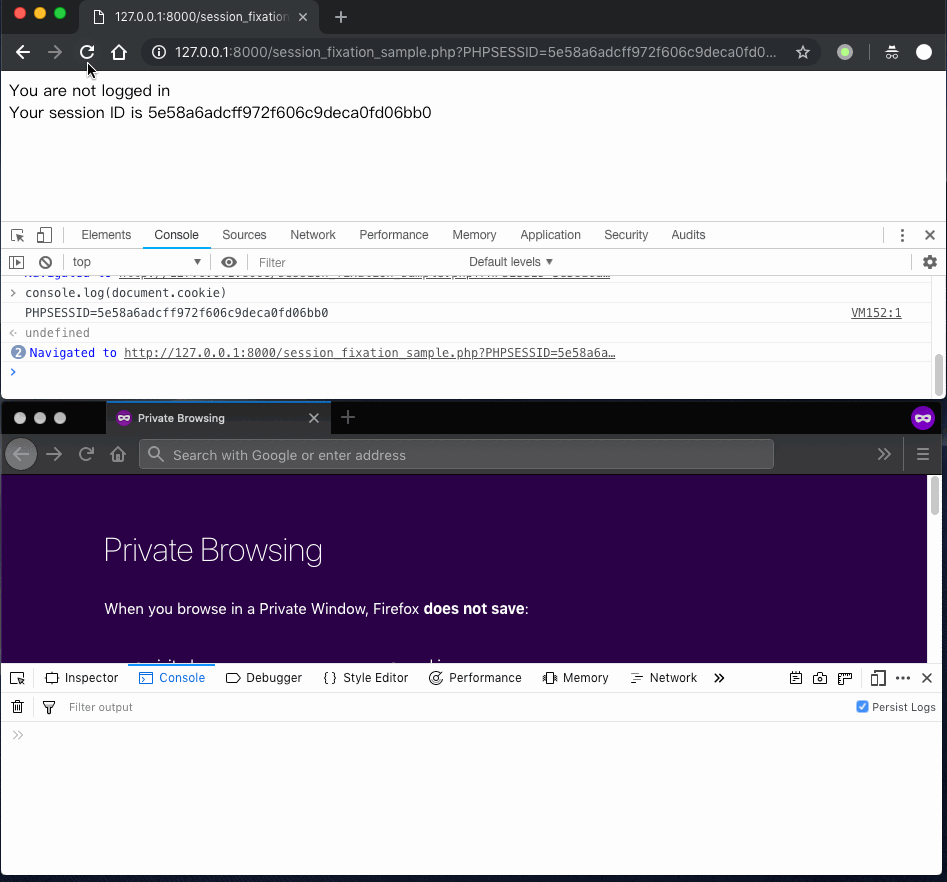 127.0.0.1:8000/session_fixation
127.0.0.1:8000/session_fixation_sample.php?PHPSESSID=5e58a6adcff972f606c9deca0fd0...
You are not logged in
Your session ID is 5e58a6adcff972f606c9deca0fd06bb0
Elements Console Sources Network Performance Memory Application Security Audits
top Filter Default levels
> console.log(document.cookie)
PHPSESSID=5e58a6adcff972f606c9deca0fd06bb0 VM152:1
undefined
2 Navigated to http://127.0.0.1:8000/session_fixation_sample.php?PHPSESSID=5e58a6a…
>
Private Browsing
Search with Google or enter address
Private Browsing
When you browse in a Private Window, Firefox does not save:
Inspector Console Debugger {} Style Editor Performance Memory Network
Filter output Persist Logs